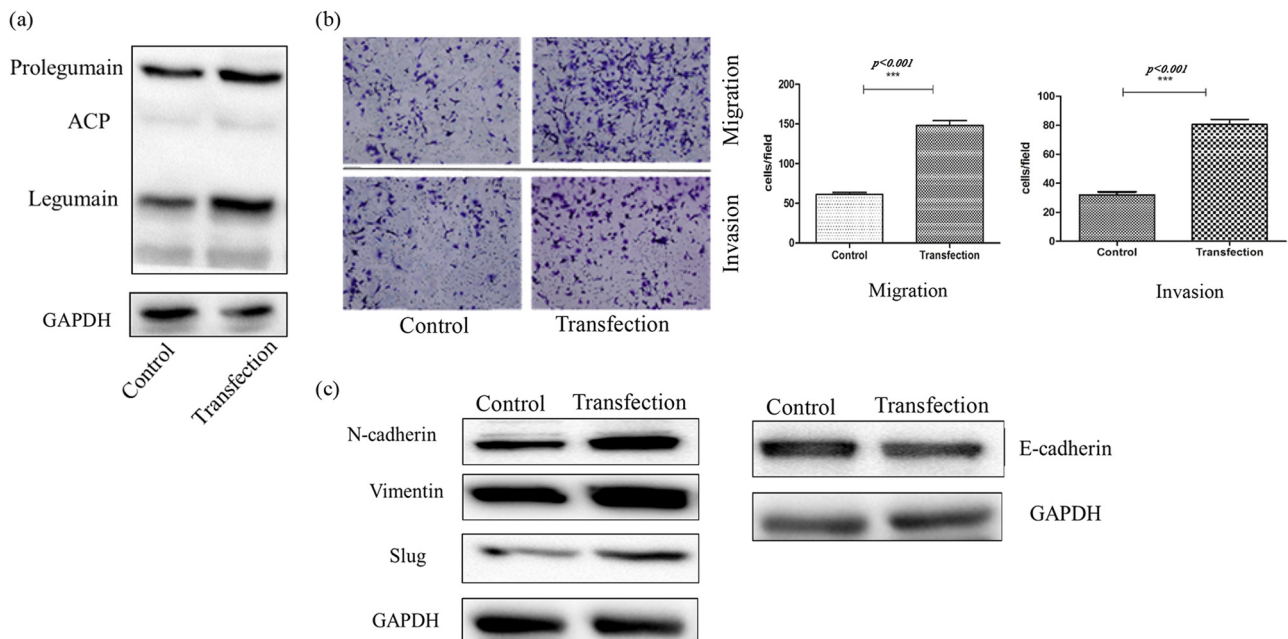 (a)
Prolegumain
ACP
Legumain
GAPDH
Control
Transfection
(b)
Migration
Invasion
Control
Transfection
p<0.001
***
cells/field
200
150
100
50
0
Control
Transfection
Migration
p<0.001
***
cells/field
100
80
60
40
20
0
Control
Transfection
Invasion
(c)
Control Transfection
N-cadherin
Vimentin
Slug
GAPDH
Control Transfection
E-cadherin
GAPDH